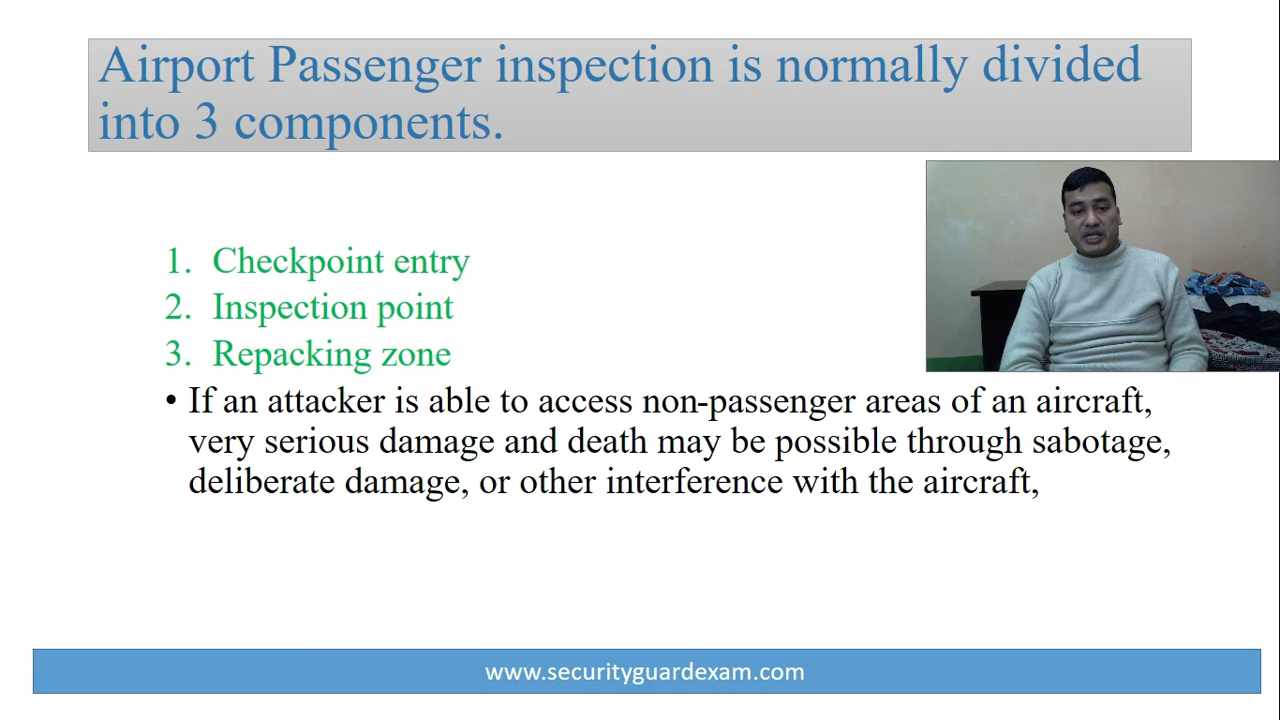 Airport Passenger inspection is normally divided
into 3 components.
1. Checkpoint entry
2. Inspection point
3. Repacking zone
• If an attacker is able to access non-passenger areas of an aircraft,
very serious damage and death may be possible through sabotage,
deliberate damage, or other interference with the aircraft,
www.securityguardexam.com